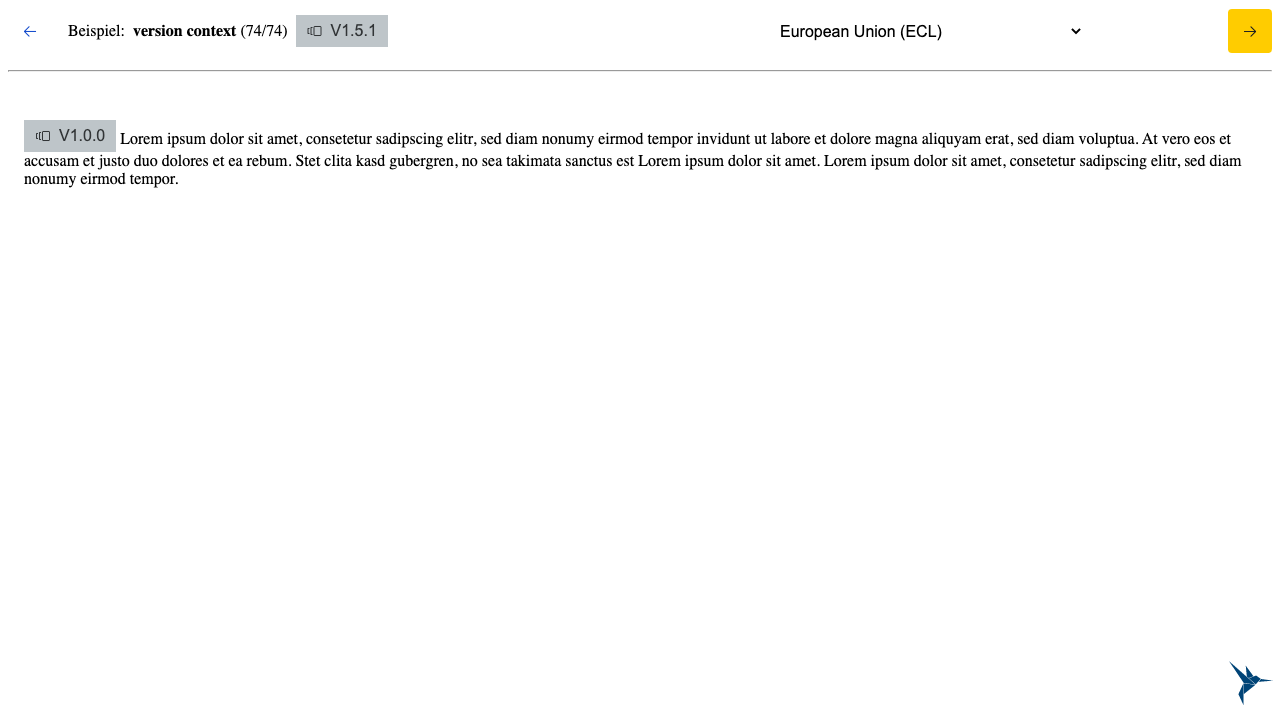 Beispiel: version context (74/74) V1.5.1 European Union (ECL)
V1.0.0 Lorem ipsum dolor sit amet, consetetur sadipscing elitr, sed diam nonumy eirmod tempor invidunt ut labore et dolore magna aliquyam erat, sed diam voluptua. At vero eos et
accusam et justo duo dolores et ea rebum. Stet clita kasd gubergren, no sea takimata sanctus est Lorem ipsum dolor sit amet. Lorem ipsum dolor sit amet, consetetur sadipscing elitr, sed diam
nonumy eirmod tempor.